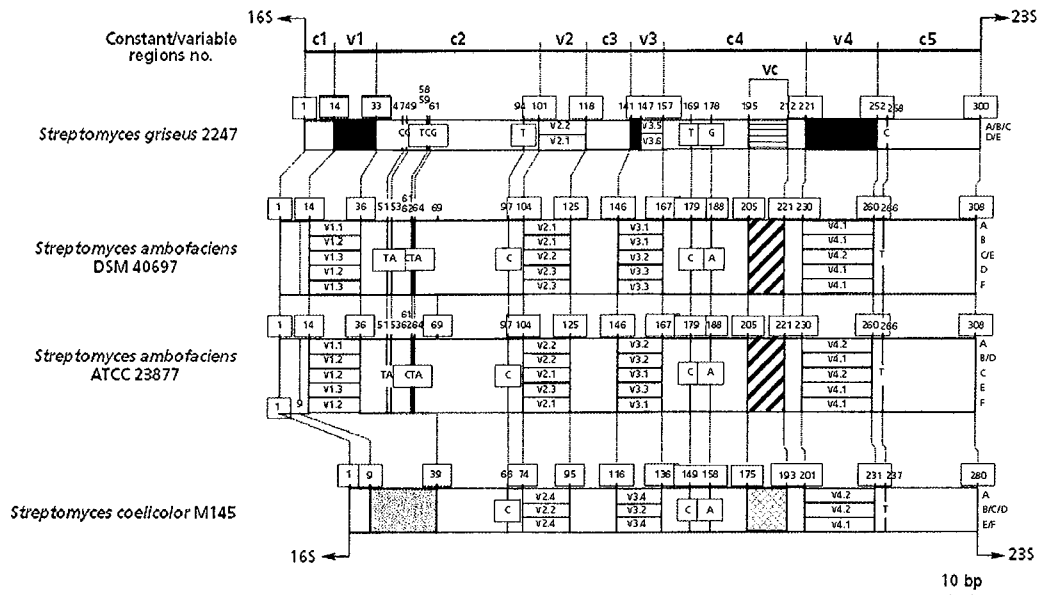 16S 23S
Constant/variable regions no. c1 v1 c2 v2 c3 v3 c4 v4 c5
vc
58
1 14 33 4749 59 61 94 101 118 141 147 157 169 178 195 212 221 252 258 300
Streptomyces griseus 2247 CG TCG T v2.2 v3.5 T G C A/B/C
v2.1 v3.6 D/E
61
1 14 36 51 53 62 64 69 97 104 125 146 167 179 188 205 221 230 260 266 308
v1.1 v2.1 v3.1 v4.1 A
Streptomyces ambofaciens v1.2 v2.2 v3.1 v4.1 B
DSM 40697 v1.3 TA CTA C v2.2 v3.2 C A v4.2 T C/E
v1.2 v2.3 v3.3 v4.1 D
v1.3 v2.3 v3.3 v4.1 F
61
1 14 36 51 53 62 64 69 97 104 125 146 167 179 188 205 221 230 260 266 308
v1.1 v2.2 v3.2 v4.2 A
Streptomyces ambofaciens v1.2 v2.2 v3.2 v4.1 B/D
ATCC 23877 v1.2 TA CTA C v2.1 v3.1 C A v4.2 T C
v1.3 v2.3 v3.3 v4.1 E
1 9 v1.2 v2.1 v3.1 v4.1 F
1 9 39 66 74 95 116 136 149 158 175 193 201 231 237 280
v2.4 v3.4 v4.2 A
Streptomyces coelicolor M145 C v2.2 v3.2 C A v4.2 T B/C/D
v2.4 v3.4 v4.1 E/F
16S 23S
10 bp